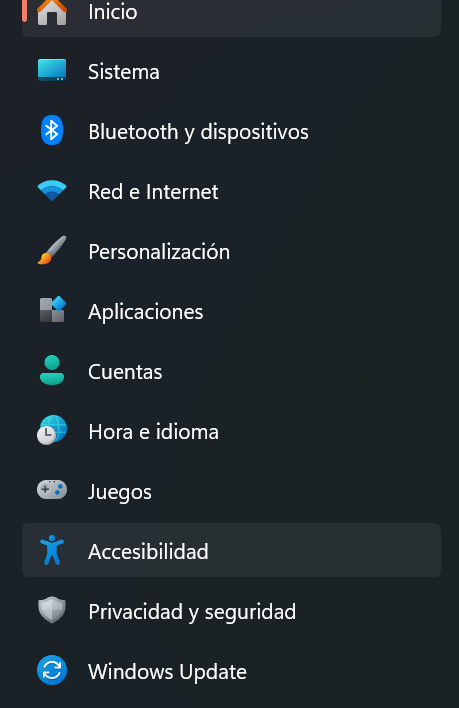 Inicio
Sistema
Bluetooth y dispositivos
Red e Internet
Personalización
Aplicaciones
Cuentas
Hora e idioma
Juegos
Accesibilidad
Privacidad y seguridad
Windows Update